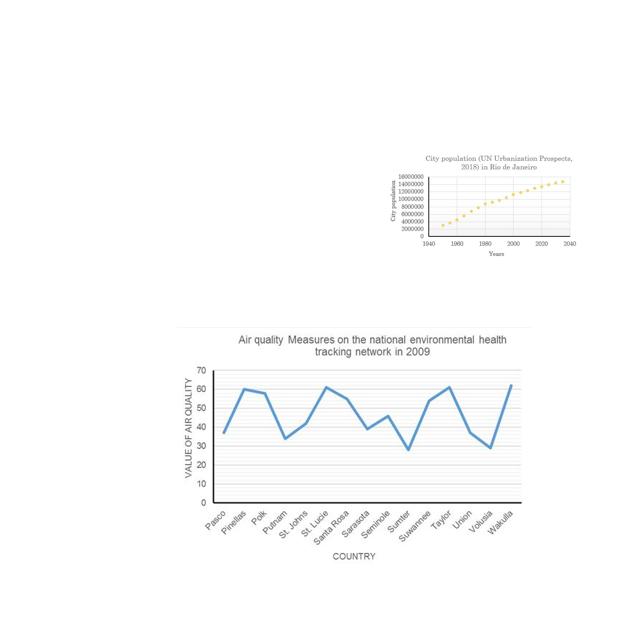 City population (UN Urbanization Prospects,
2018) in Rio de Janeiro
16000000
14000000
12000000
10000000
8000000
6000000
4000000
2000000
0
City population
1940 1960 1980 2000 2020 2040
Years
Air quality Measures on the national environmental health
tracking network in 2009
70
60
50
40
30
20
10
0
VALUE OF AIR QUALITY
Pasco Pinellas Polk Putnam St. Johns St. Lucie Santa Rosa Sarasota Seminole Sumter Suwannee Taylor Union Volusia Wakulla
COUNTRY